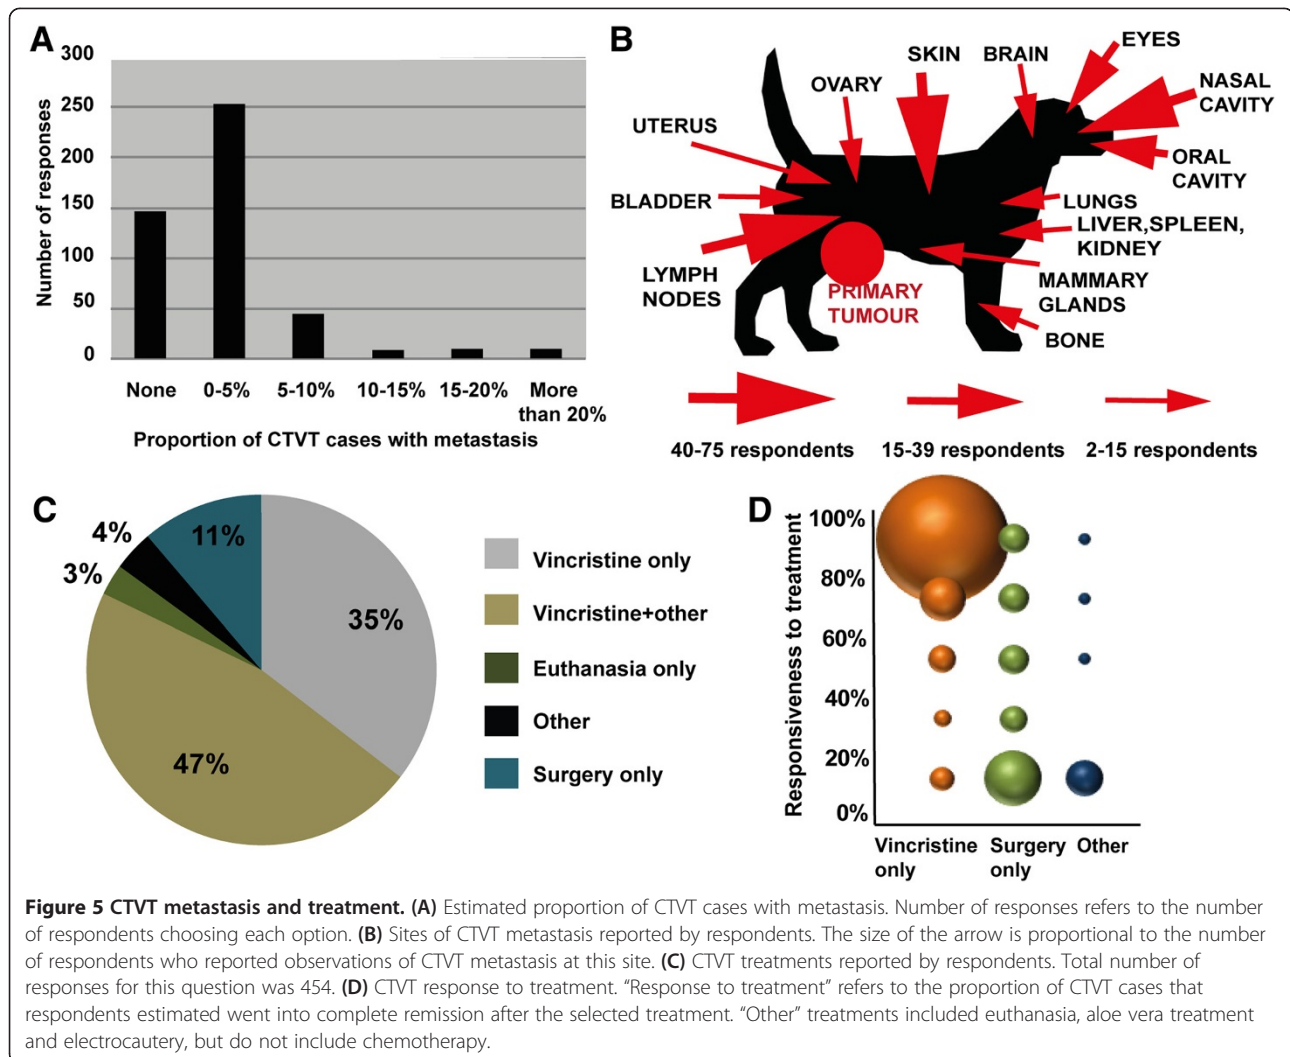 A
300
250
200
150
100
50
0
Number of responses
None 0-5% 5-10% 10-15% 15-20% More than 20%
Proportion of CTVT cases with metastasis
B
SKIN
BRAIN
EYES
OVARY
NASAL
CAVITY
UTERUS
ORAL
CAVITY
BLADDER
LUNGS
LIVER,SPLEEN,
KIDNEY
LYMPH
NODES
PRIMARY
TUMOUR
MAMMARY
GLANDS
BONE
40-75 respondents 15-39 respondents 2-15 respondents
C
4%
11%
3%
35%
47%
Vincristine only
Vincristine+other
Euthanasia only
Other
Surgery only
D
100%
80%
60%
40%
20%
0%
Responsiveness to treatment
Vincristine only
Surgery only
Other
Figure 5 CTVT metastasis and treatment. (A) Estimated proportion of CTVT cases with metastasis. Number of responses refers to the number
of respondents choosing each option. (B) Sites of CTVT metastasis reported by respondents. The size of the arrow is proportional to the number
of respondents who reported observations of CTVT metastasis at this site. (C) CTVT treatments reported by respondents. Total number of
responses for this question was 454. (D) CTVT response to treatment. “Response to treatment” refers to the proportion of CTVT cases that
respondents estimated went into complete remission after the selected treatment. “Other” treatments included euthanasia, aloe vera treatment
and electrocautery, but do not include chemotherapy.